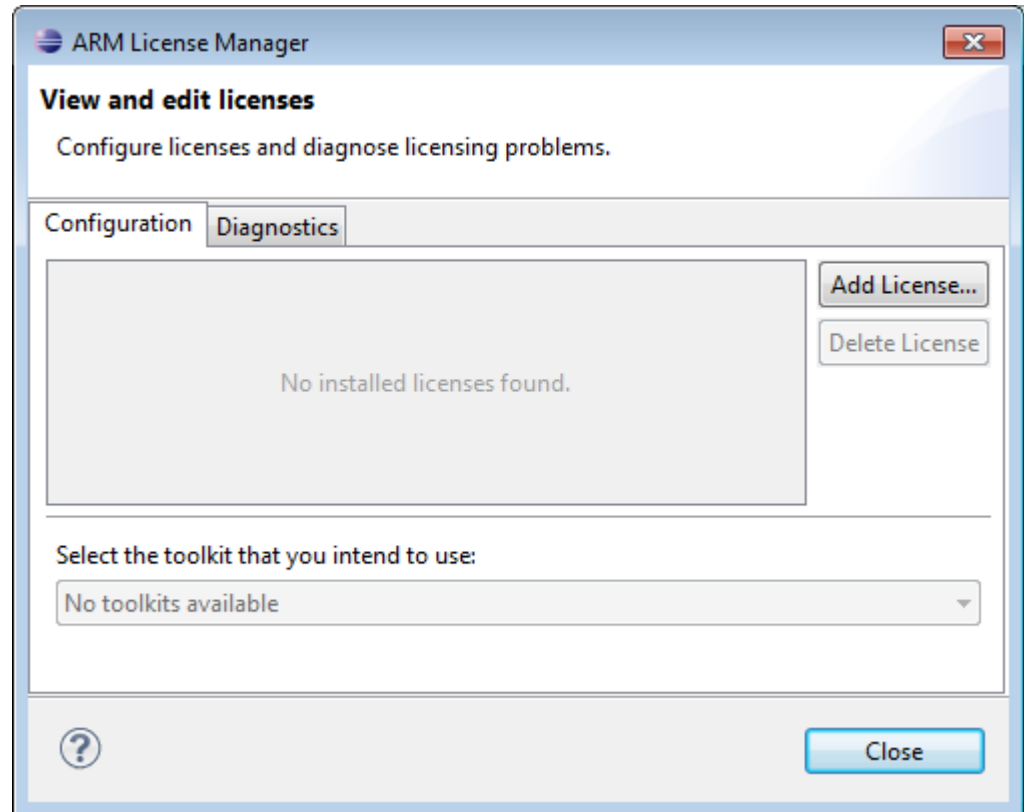 ARM License Manager
View and edit licenses
Configure licenses and diagnose licensing problems.
Configuration
Diagnostics
Add License...
Delete License
No installed licenses found.
Select the toolkit that you intend to use:
No toolkits available
?
Close